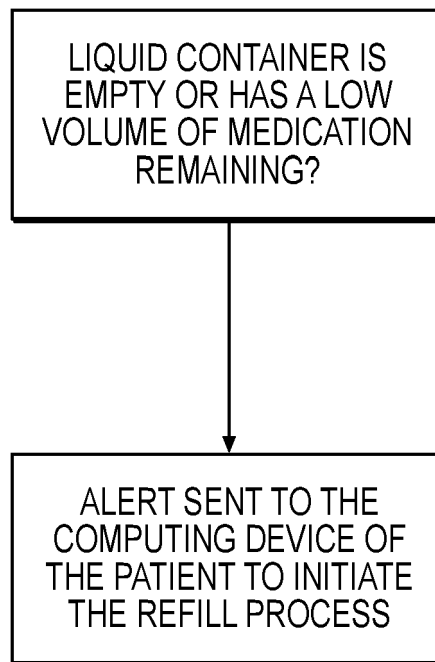 LIQUID CONTAINER IS
EMPTY OR HAS A LOW
VOLUME OF MEDICATION
REMAINING?
ALERT SENT TO THE
COMPUTING DEVICE OF
THE PATIENT TO INITIATE
THE REFILL PROCESS